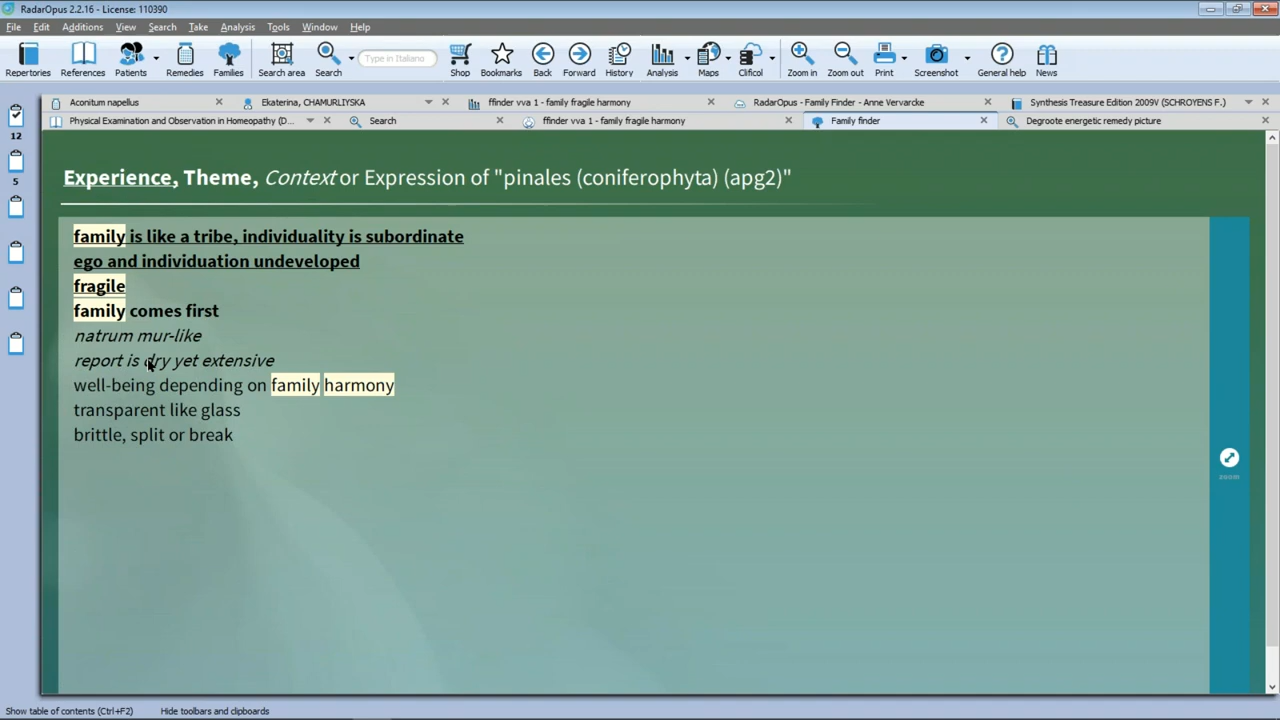 RadarOpus 2.2.16 - License: 110390
File Edit Additions View Search Take Analysis Tools Window Help
Repertories References Patients Remedies Families Search area Search Type in Italiano Shop Bookmarks Back Forward History Analysis Maps Clificol Zoom in Zoom out Print Screenshot General help News
Aconitum napellus Ekaterina, CHAMURLIYSKA ffinder vva 1 - family fragile harmony RadarOpus - Family Finder - Anne Vervarcke Synthesis Treasure Edition 2009V (SCHROYENS F.)
Physical Examination and Observation in Homeopathy (D... Search ffinder vva 1 - family fragile harmony Family finder Degroote energetic remedy picture
12
5
Experience, Theme, Context or Expression of "pinales (coniferophyta) (apg2)"
family is like a tribe, individuality is subordinate
ego and individuation undeveloped
fragile
family comes first
natrum mur-like
report is dry yet extensive
well-being depending on family harmony
transparent like glass
brittle, split or break
zoom
Show table of contents (Ctrl+F2) Hide toolbars and clipboards